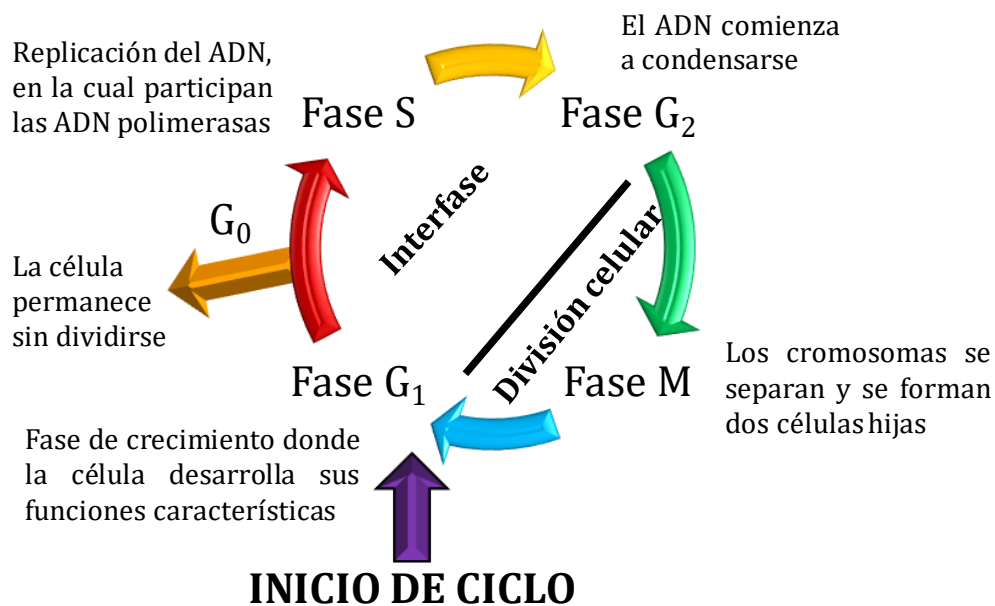 Replicación del ADN,
en la cual participan
las ADN polimerasas
El ADN comienza
a condensarse
Fase S
Fase G₂
Interfase
G₀
La célula
permanece
sin dividirse
División celular
Fase G₁
Fase M
Los cromosomas se
separan y se forman
dos células hijas
Fase de crecimiento donde
la célula desarrolla sus
funciones características
INICIO DE CICLO